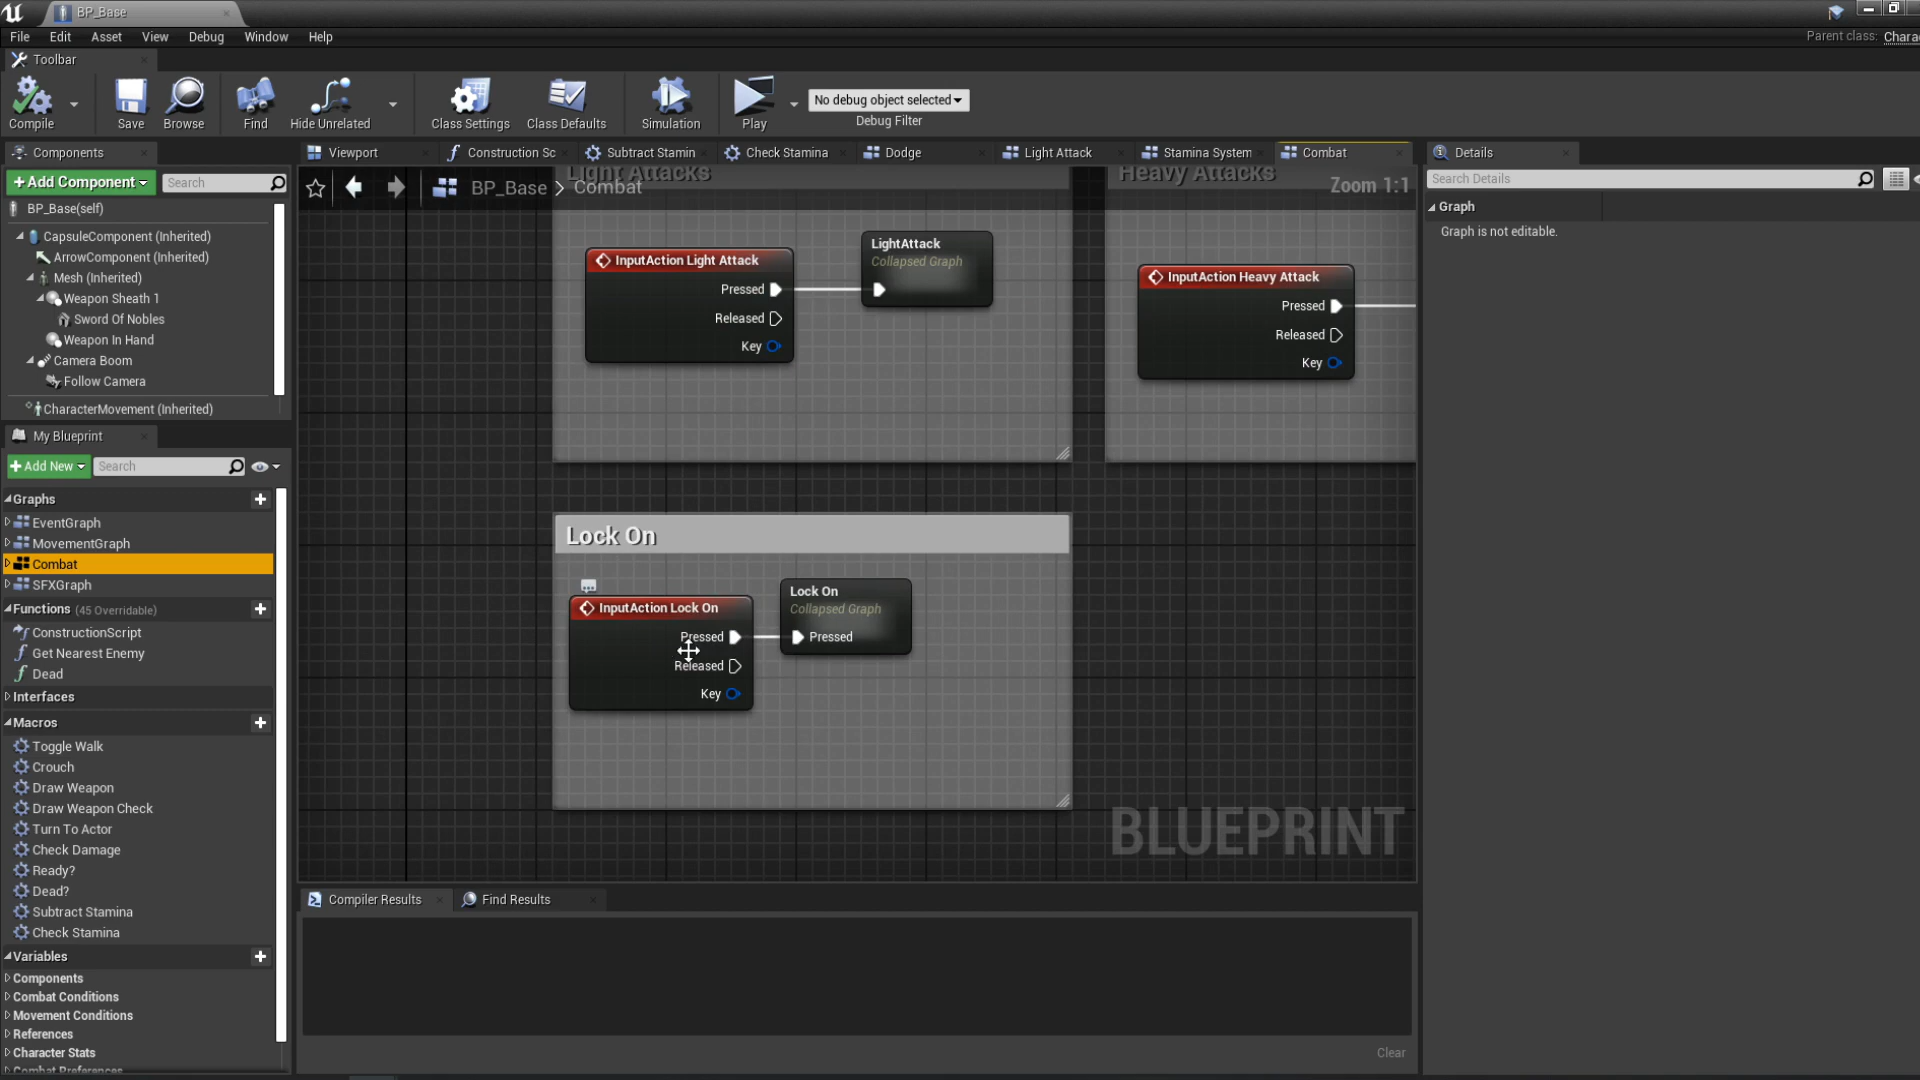 BP_Base
File Edit Asset View Debug Window Help
Parent class: Chara
Toolbar
Compile Save Browse Find Hide Unrelated Class Settings Class Defaults Simulation Play
No debug object selected
Debug Filter
Components
+Add Component Search
BP_Base(self)
CapsuleComponent (Inherited)
ArrowComponent (Inherited)
Mesh (Inherited)
Weapon Sheath 1
Sword Of Nobles
Weapon In Hand
Camera Boom
Follow Camera
CharacterMovement (Inherited)
My Blueprint
+Add New Search
Graphs
EventGraph
MovementGraph
Combat
SFXGraph
Functions (45 Overridable)
ConstructionScript
Get Nearest Enemy
Dead
Interfaces
Macros
Toggle Walk
Crouch
Draw Weapon
Draw Weapon Check
Turn To Actor
Check Damage
Ready?
Dead?
Subtract Stamina
Check Stamina
Variables
Components
Combat Conditions
Movement Conditions
References
Character Stats
Combat Preferences
Viewport Construction Sc Subtract Stamin Check Stamina Dodge Light Attack Stamina System Combat
Light Attacks
Heavy Attacks
BP_Base > Combat
Zoom 1:1
InputAction Light Attack
Pressed
Released
Key
LightAttack
Collapsed Graph
InputAction Heavy Attack
Pressed
Released
Key
Lock On
InputAction Lock On
Pressed
Released
Key
Lock On
Collapsed Graph
Pressed
BLUEPRINT
Compiler Results Find Results
Clear
Details
Search Details
Graph
Graph is not editable.